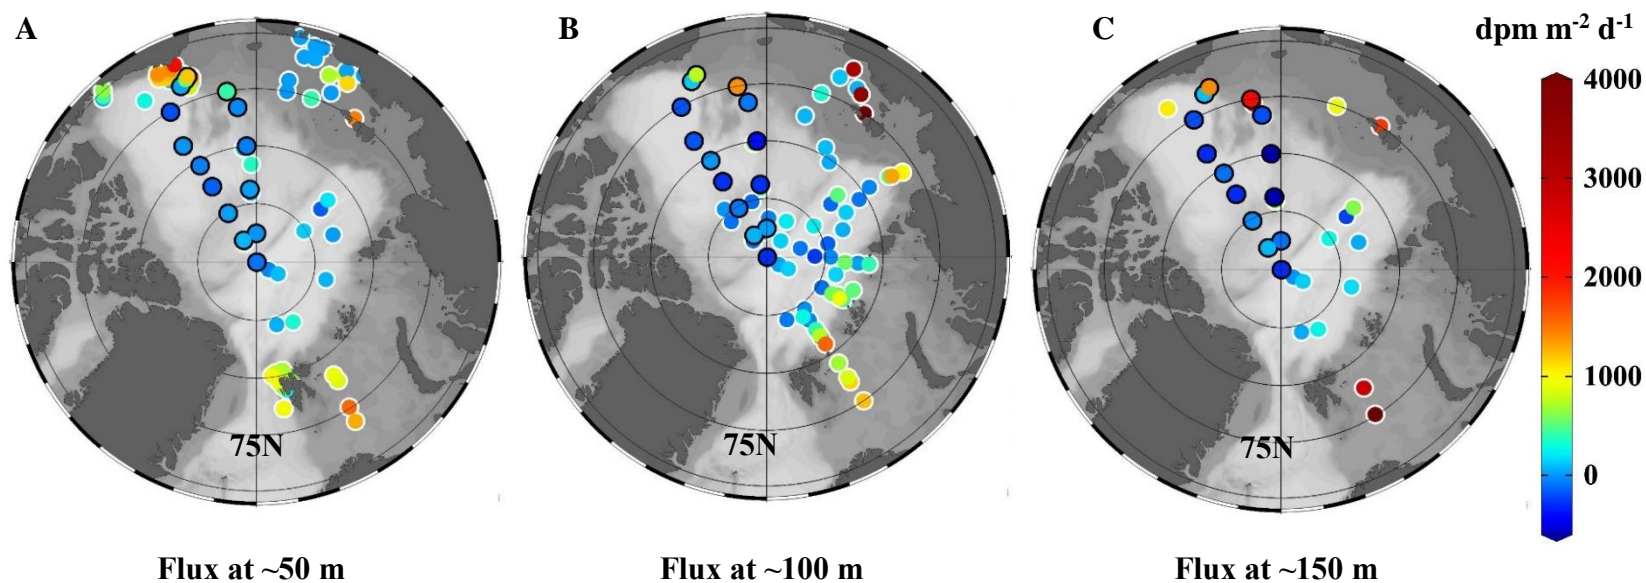 A
B
C
dpm m⁻² d⁻¹
4000
3000
2000
1000
0
75N
75N
75N
Flux at ~50 m
Flux at ~100 m
Flux at ~150 m